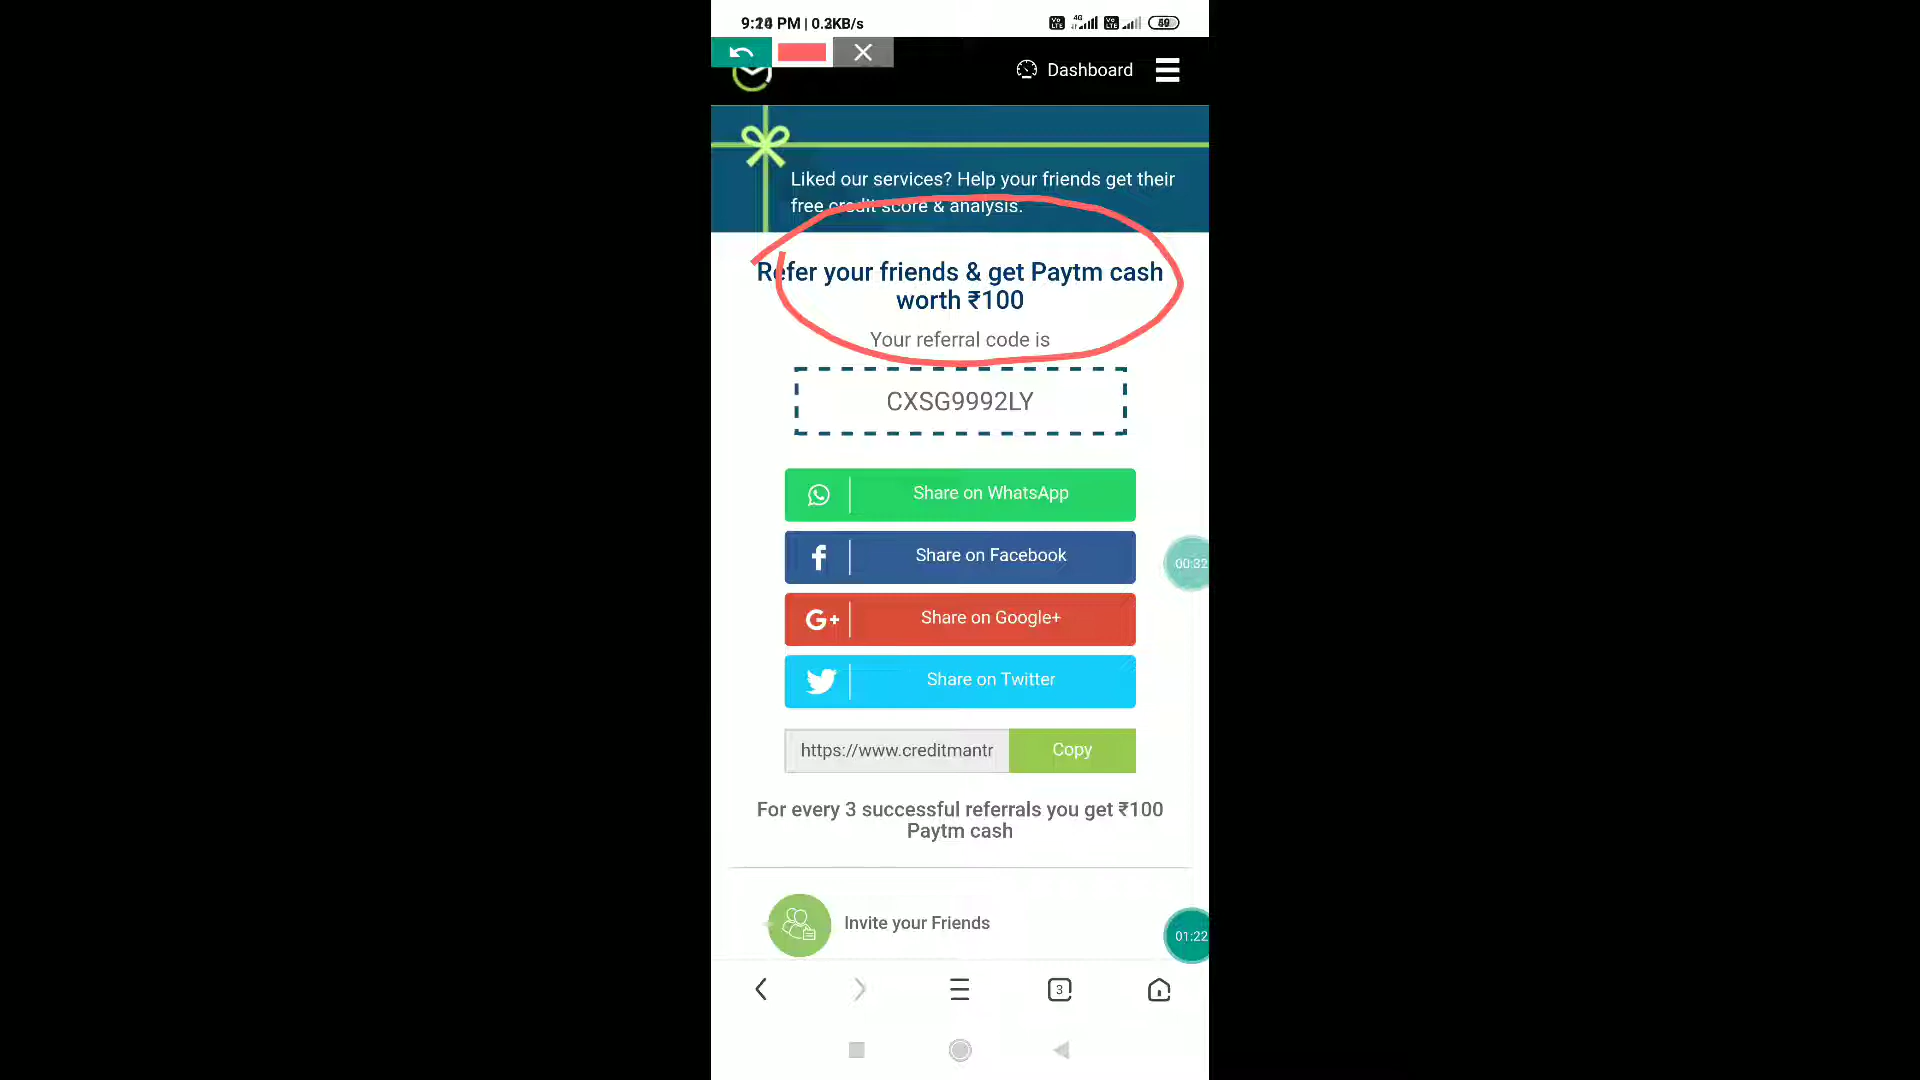 PM | 0.2KB/s
4G
49
Dashboard
Liked our services? Help your friends get their
free credit score & analysis.
Refer your friends & get Paytm cash
worth ₹100
Your referral code is
CXSG9992LY
Share on WhatsApp
Share on Facebook
00:32
G+ Share on Google+
Share on Twitter
https://www.creditmantr
Copy
For every 3 successful referrals you get ₹100
Paytm cash
Invite your Friends
01:22
3